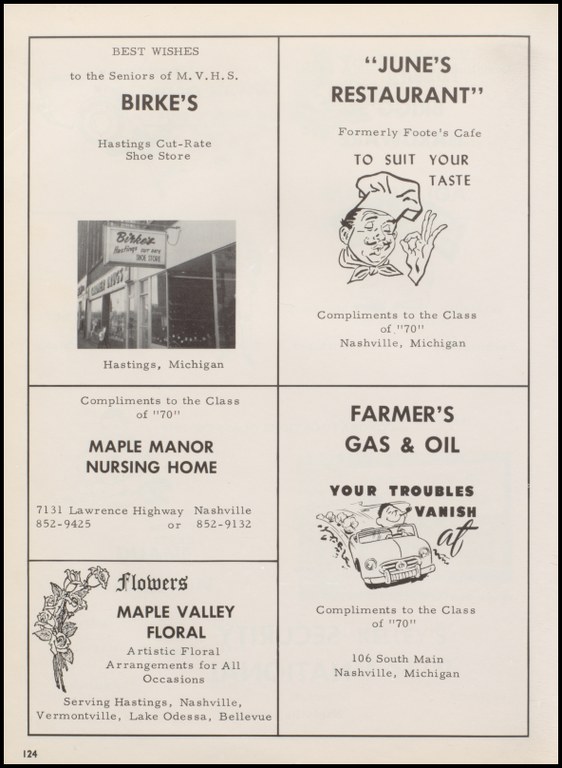 BEST WISHES
to the Seniors of M.V.H.S.
BIRKE'S
Hastings Cut-Rate
Shoe Store
Birke's
Hastings CUT RATE
SHOE STORE
DRUGS
Hastings, Michigan
"JUNE'S
RESTAURANT"
Formerly Foote's Cafe
TO SUIT YOUR
TASTE
Compliments to the Class
of "70"
Nashville, Michigan
Compliments to the Class
of "70"
MAPLE MANOR
NURSING HOME
7131 Lawrence Highway Nashville
852-9425 or 852-9132
FARMER'S
GAS & OIL
YOUR TROUBLES
VANISH
at
Compliments to the Class
of "70"
106 South Main
Nashville, Michigan
Flowers
MAPLE VALLEY
FLORAL
Artistic Floral
Arrangements for All
Occasions
Serving Hastings, Nashville,
Vermontville, Lake Odessa, Bellevue
124